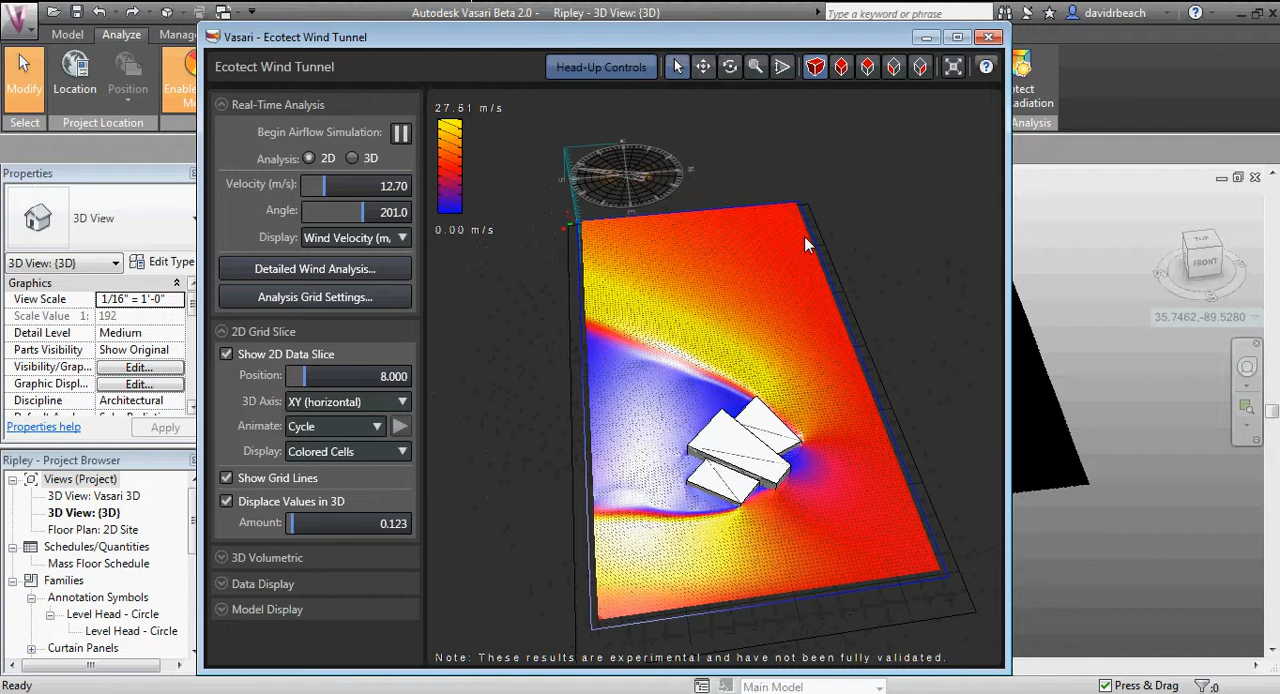 Autodesk Vasari Beta 2.0 - Ripley - 3D View: {3D}
Type a keyword or phrase
davidrbeach
Model
Analyze
Manag
Vasari - Ecotect Wind Tunnel
Ecotect Wind Tunnel
Head-Up Controls
Modify
Location
Position
Enable
Select
Project Location
Real-Time Analysis
Begin Airflow Simulation:
Analysis:
2D
3D
Velocity (m/s):
12.70
Angle:
201.0
Display:
Wind Velocity (m,
Detailed Wind Analysis...
Analysis Grid Settings...
2D Grid Slice
Show 2D Data Slice
Position:
8.000
3D Axis:
XY (horizontal)
Animate:
Cycle
Display:
Colored Cells
Show Grid Lines
Displace Values in 3D
Amount:
0.123
3D Volumetric
Data Display
Model Display
27.51 m/s
0.00 m/s
Note: These results are experimental and have not been fully validated.
tect
Radiation
Analysis
TOP
FRONT
35.7462,-89.5280
Properties
3D View
3D View: {3D}
Edit Type
Graphics
View Scale
1/16" = 1'-0"
Scale Value 1:
192
Detail Level
Medium
Parts Visibility
Show Original
Visibility/Grap...
Edit...
Graphic Displ...
Edit...
Discipline
Architectural
Properties help
Apply
Ripley - Project Browser
Views (Project)
3D View: Vasari 3D
3D View: {3D}
Floor Plan: 2D Site
Schedules/Quantities
Mass Floor Schedule
Families
Annotation Symbols
Level Head - Circle
Level Head - Circle
Curtain Panels
Ready
Main Model
Press & Drag
:0